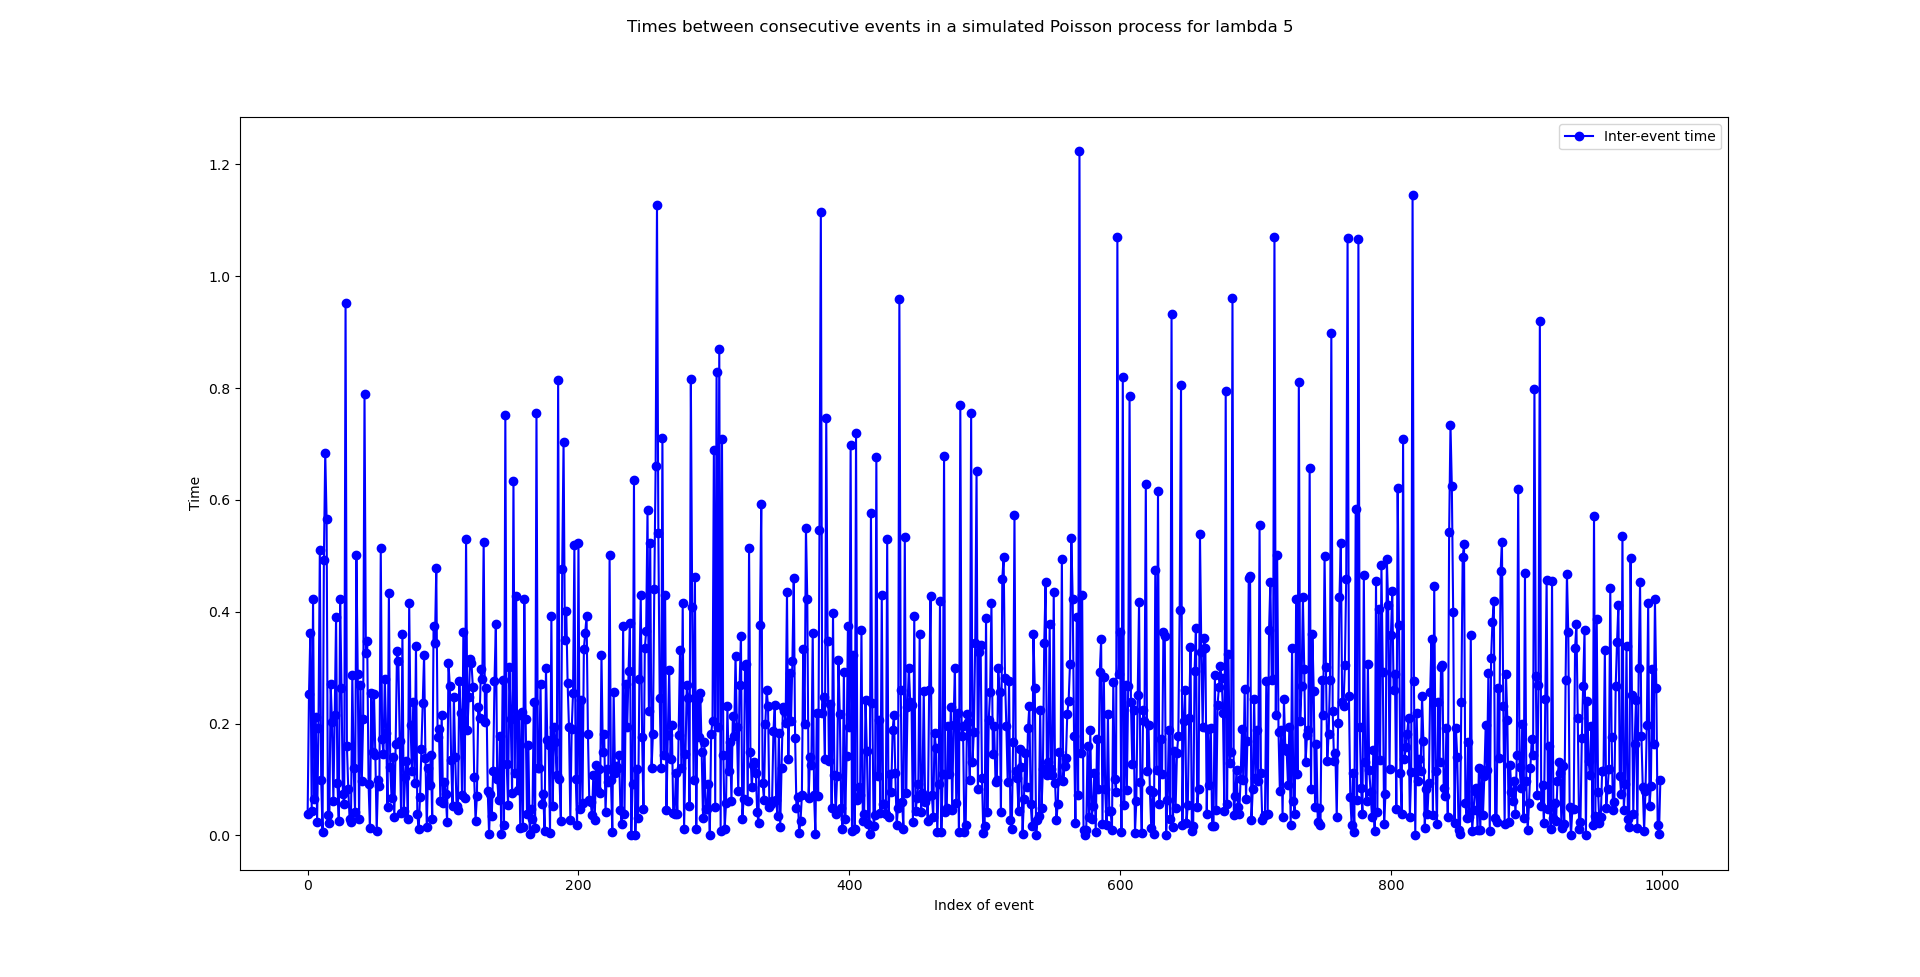 Times between consecutive events in a simulated Poisson process for lambda 5
Inter-event time
1.2
1.0
0.8
0.6
0.4
0.2
0.0
Time
0 200 400 600 800 1000
Index of event